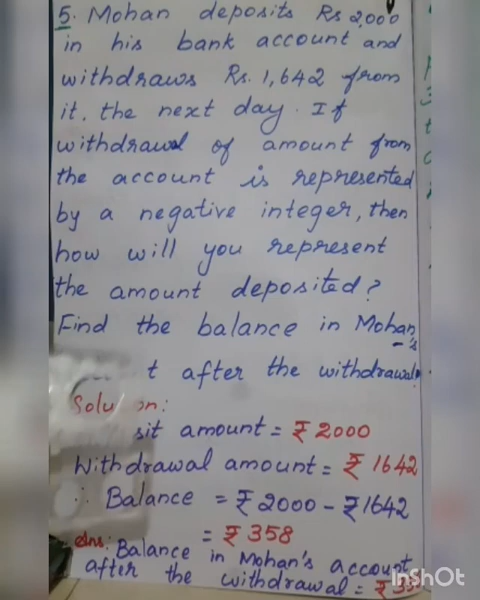 5. Mohan deposits Rs 2,000
in his bank account and
withdraws Rs. 1,642 from
it, the next day. If
withdrawal of amount from
the account is represented
by a negative integer, then
how will you represent
the amount deposited?
Find the balance in Mohan's
t after the withdrawal.
Solu on:
sit amount = ₹ 2000
Withdrawal amount = ₹ 1642
∴ Balance = ₹ 2000 - ₹ 1642
= ₹ 358
Ans: Balance in Mohan's account
after the withdrawal = ₹
InShOt